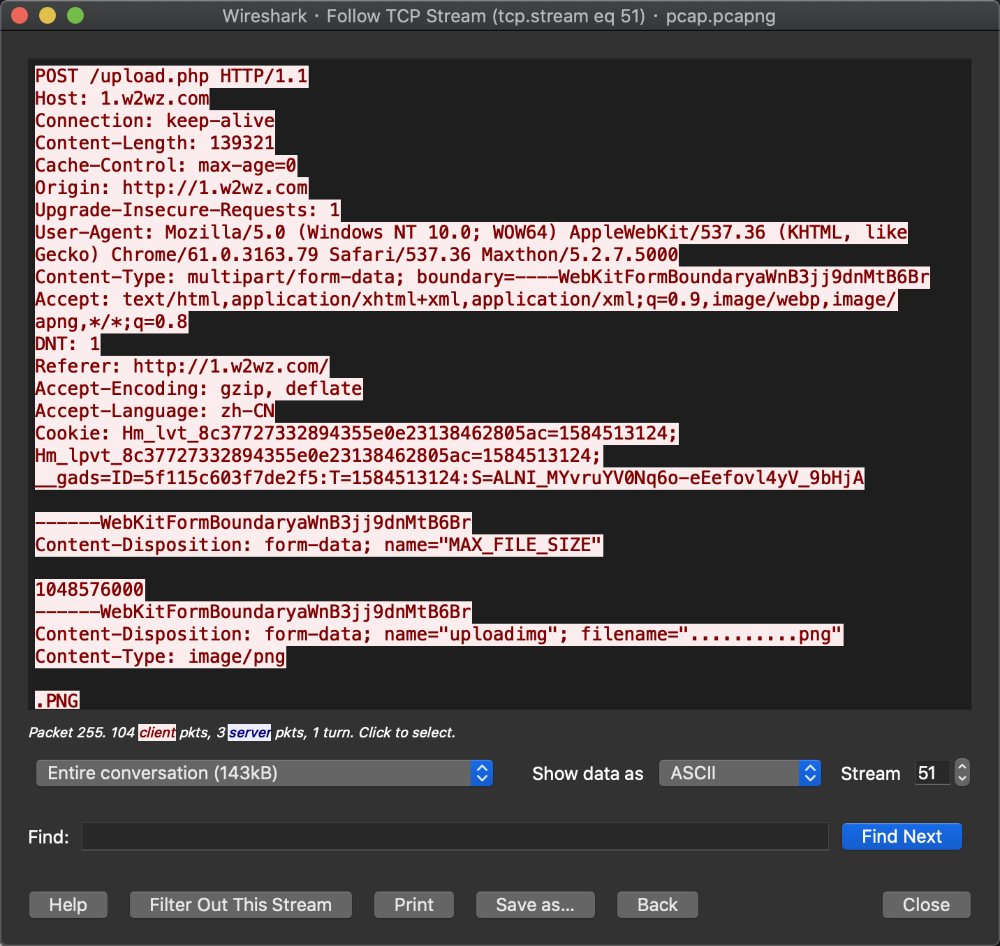 Wireshark · Follow TCP Stream (tcp.stream eq 51) · pcap.pcapng
POST /upload.php HTTP/1.1
Host: 1.w2wz.com
Connection: keep-alive
Content-Length: 139321
Cache-Control: max-age=0
Origin: http://1.w2wz.com
Upgrade-Insecure-Requests: 1
User-Agent: Mozilla/5.0 (Windows NT 10.0; WOW64) AppleWebKit/537.36 (KHTML, like
Gecko) Chrome/61.0.3163.79 Safari/537.36 Maxthon/5.2.7.5000
Content-Type: multipart/form-data; boundary=----WebKitFormBoundaryaWnB3jj9dnMtB6Br
Accept: text/html,application/xhtml+xml,application/xml;q=0.9,image/webp,image/
apng,*/*;q=0.8
DNT: 1
Referer: http://1.w2wz.com/
Accept-Encoding: gzip, deflate
Accept-Language: zh-CN
Cookie: Hm_lvt_8c37727332894355e0e23138462805ac=1584513124;
Hm_lpvt_8c37727332894355e0e23138462805ac=1584513124;
__gads=ID=5f115c603f7de2f5:T=1584513124:S=ALNI_MYvruYV0Nq6o-eEefovl4yV_9bHjA
------WebKitFormBoundaryaWnB3jj9dnMtB6Br
Content-Disposition: form-data; name="MAX_FILE_SIZE"
1048576000
------WebKitFormBoundaryaWnB3jj9dnMtB6Br
Content-Disposition: form-data; name="uploadimg"; filename="..........png"
Content-Type: image/png
.PNG
Packet 255. 104 client pkts, 3 server pkts, 1 turn. Click to select.
Entire conversation (143kB) Show data as ASCII Stream 51
Find: Find Next
Help Filter Out This Stream Print Save as... Back Close